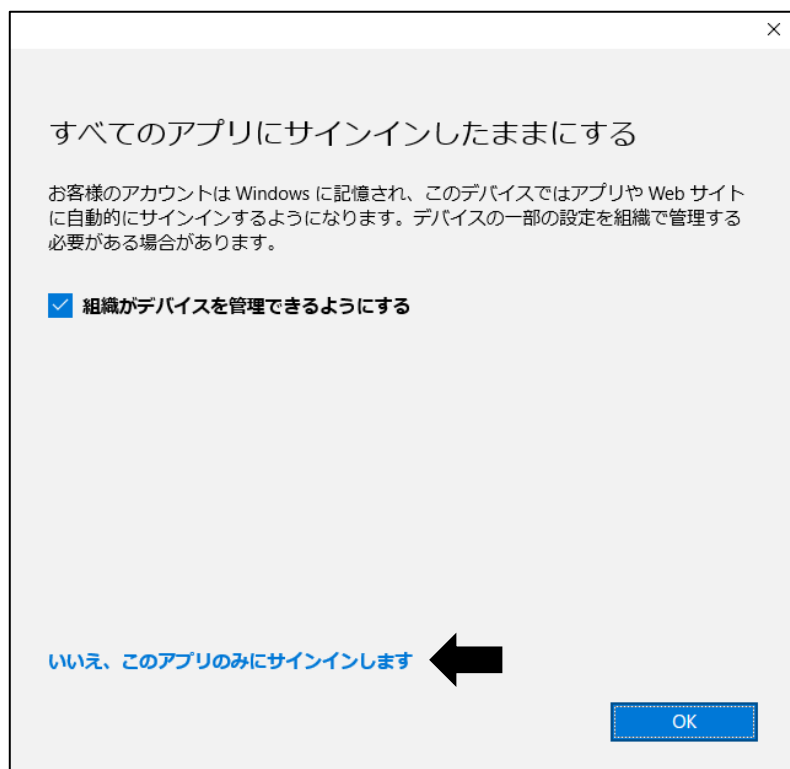 すべてのアプリにサインインしたままにする
お客様のアカウントは Windows に記憶され、このデバイスではアプリや Web サイト
に自動的にサインインするようになります。デバイスの一部の設定を組織で管理する
必要がある場合があります。
組織がデバイスを管理できるようにする
いいえ、このアプリのみにサインインします
OK